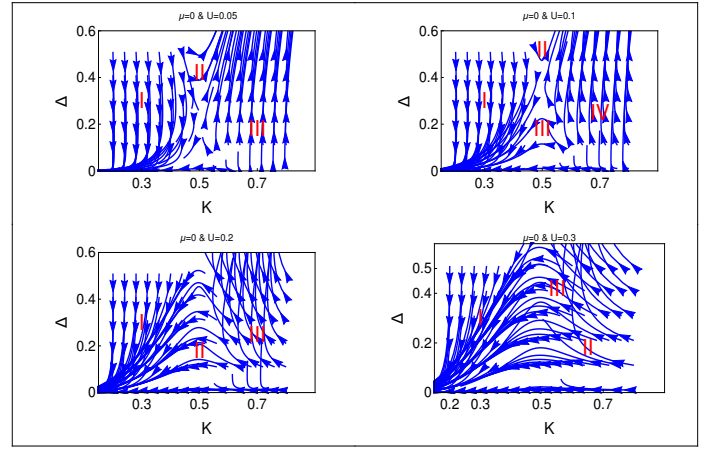 μ=0 & U=0.05
0.6
0.4
0.2
0
Δ
I
II
III
0.3
0.5
0.7
K
μ=0 & U=0.1
0.6
0.4
0.2
0
Δ
I
II
III
IV
0.3
0.5
0.7
K
μ=0 & U=0.2
0.6
0.4
0.2
0
Δ
I
II
III
0.3
0.5
0.7
K
μ=0 & U=0.3
0.5
0.4
0.2
0
Δ
I
III
II
0.2
0.3
0.5
0.7
K